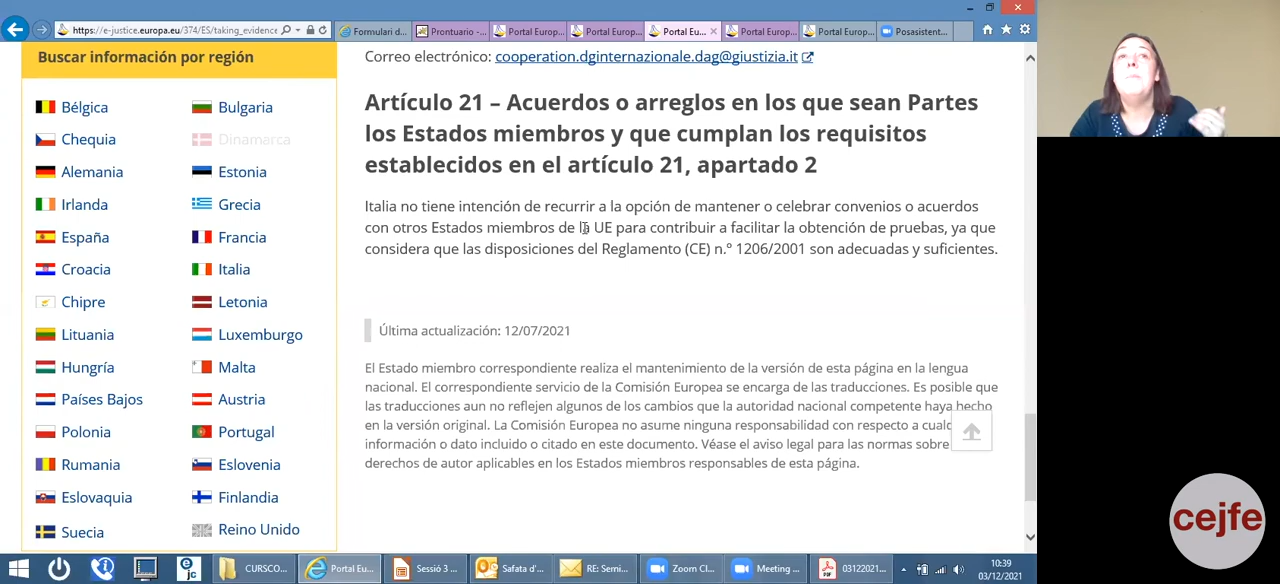 https://e-justice.europa.eu/374/ES/taking_evidence
Formulari d...
Prontuario -...
Portal Europ...
Portal Europ...
Portal Eu...
Portal Europ...
Portal Europ...
Posasistent...
Buscar información por región
Bélgica
Bulgaria
Chequia
Dinamarca
Alemania
Estonia
Irlanda
Grecia
España
Francia
Croacia
Italia
Chipre
Letonia
Lituania
Luxemburgo
Hungría
Malta
Países Bajos
Austria
Polonia
Portugal
Rumania
Eslovenia
Eslovaquia
Finlandia
Suecia
Reino Unido
Correo electrónico: cooperation.dginternazionale.dag@giustizia.it
Artículo 21 – Acuerdos o arreglos en los que sean Partes
los Estados miembros y que cumplan los requisitos
establecidos en el artículo 21, apartado 2
Italia no tiene intención de recurrir a la opción de mantener o celebrar convenios o acuerdos
con otros Estados miembros de la UE para contribuir a facilitar la obtención de pruebas, ya que
considera que las disposiciones del Reglamento (CE) n.º 1206/2001 son adecuadas y suficientes.
Última actualización: 12/07/2021
El Estado miembro correspondiente realiza el mantenimiento de la versión de esta página en la lengua
nacional. El correspondiente servicio de la Comisión Europea se encarga de las traducciones. Es posible que
las traducciones aun no reflejen algunos de los cambios que la autoridad nacional competente haya hecho
en la versión original. La Comisión Europea no asume ninguna responsabilidad con respecto a cualq
información o dato incluido o citado en este documento. Véase el aviso legal para las normas sobre
derechos de autor aplicables en los Estados miembros responsables de esta página.
cejfe
e
jc
CURSCO...
Portal Eu...
Sessió 3 ...
Safata d'...
RE: Semi...
Zoom Cl...
Meeting ...
03122021...
10:39
03/12/2021